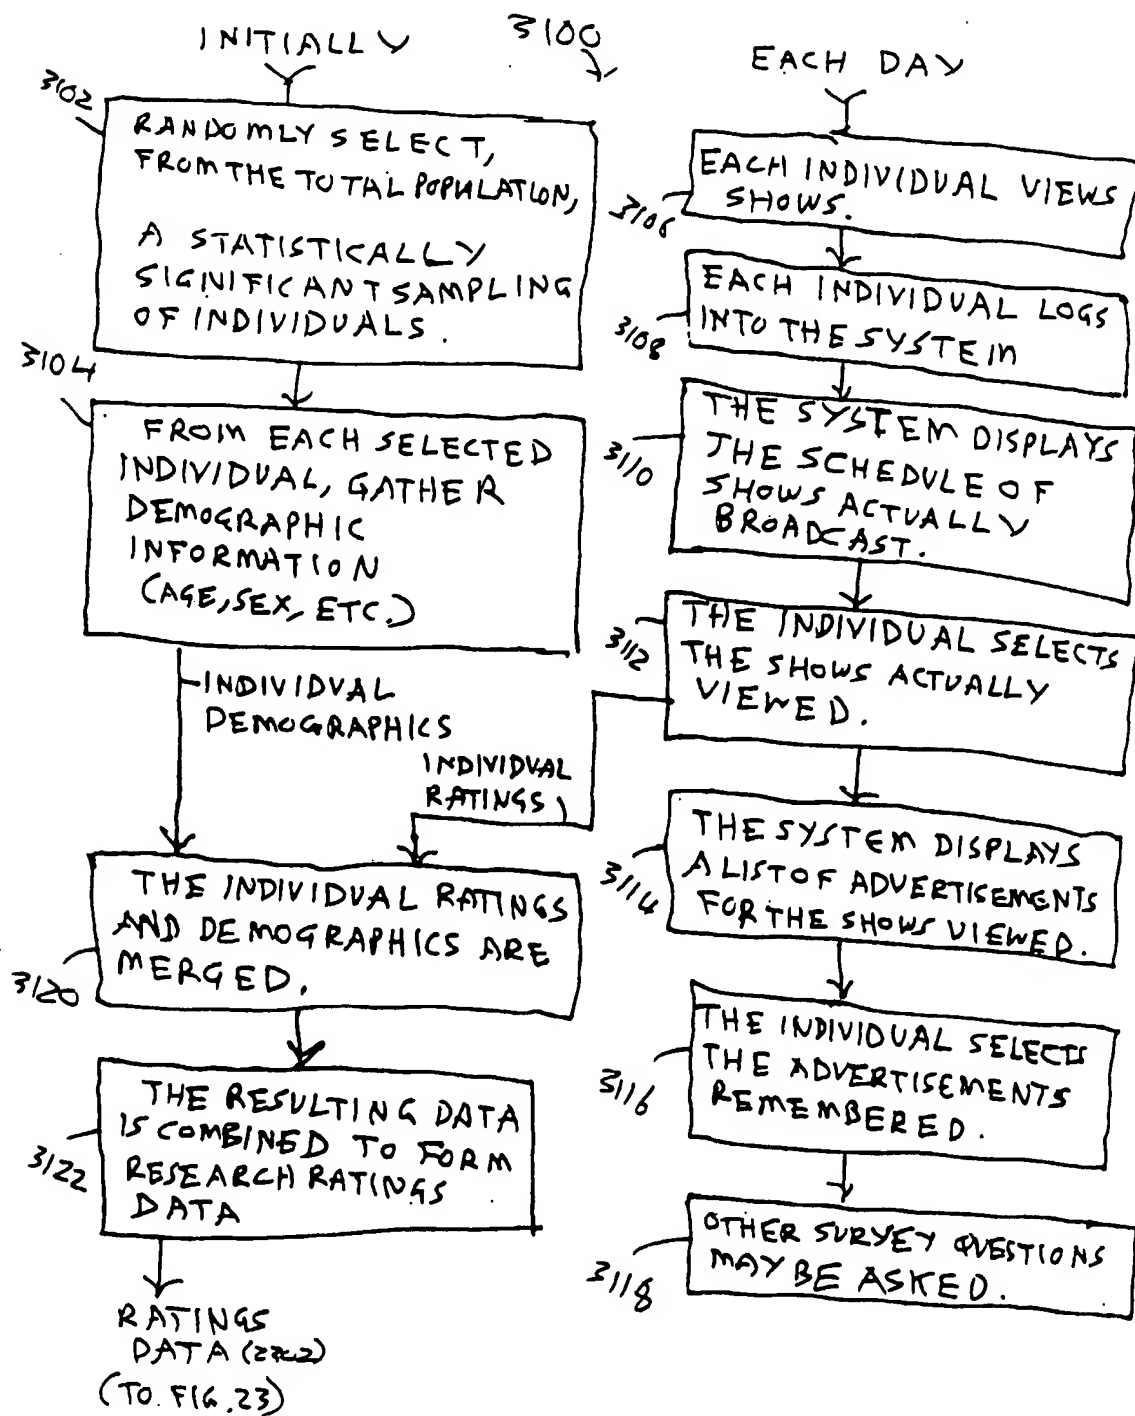 INITIALLY
3100
EACH DAY
3102
RANDOMLY SELECT,
FROM THE TOTAL POPULATION,
A STATISTICALLY
SIGNIFICANT SAMPLING
OF INDIVIDUALS.
3104
FROM EACH SELECTED
INDIVIDUAL, GATHER
DEMOGRAPHIC
INFORMATION
(AGE, SEX, ETC.)
INDIVIDUAL
DEMOGRAPHICS
INDIVIDUAL
RATINGS
THE INDIVIDUAL RATINGS
AND DEMOGRAPHICS ARE
MERGED.
3120
THE RESULTING DATA
IS COMBINED TO FORM
RESEARCH RATINGS
DATA
3122
RATINGS
DATA
(TO FIG. 23)
EACH INDIVIDUAL VIEWS
SHOWS.
3106
EACH INDIVIDUAL LOGS
INTO THE SYSTEM
3108
THE SYSTEM DISPLAYS
THE SCHEDULE OF
SHOWS ACTUALLY
BROADCAST.
3110
THE INDIVIDUAL SELECTS
THE SHOWS ACTUALLY
VIEWED.
3112
THE SYSTEM DISPLAYS
A LIST OF ADVERTISEMENTS
FOR THE SHOWS VIEWED.
3114
THE INDIVIDUAL SELECTS
THE ADVERTISEMENTS
REMEMBERED.
3116
OTHER SURVEY QUESTIONS
MAY BE ASKED.
3118